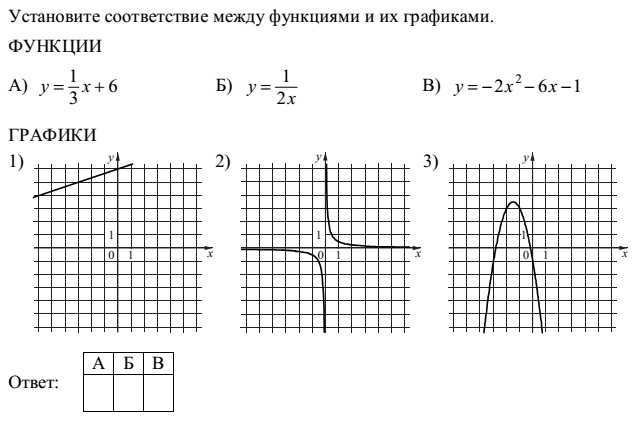 Установите соответствие между функциями и их графиками.
ФУНКЦИИ
А) y = 1/3 x + 6 Б) y = 1/(2x) В) y = −2x² − 6x − 1
ГРАФИКИ
1) y 1 0 1 x 2) y 1 0 1 x 3) y 1 0 1 x
А Б В
Ответ: